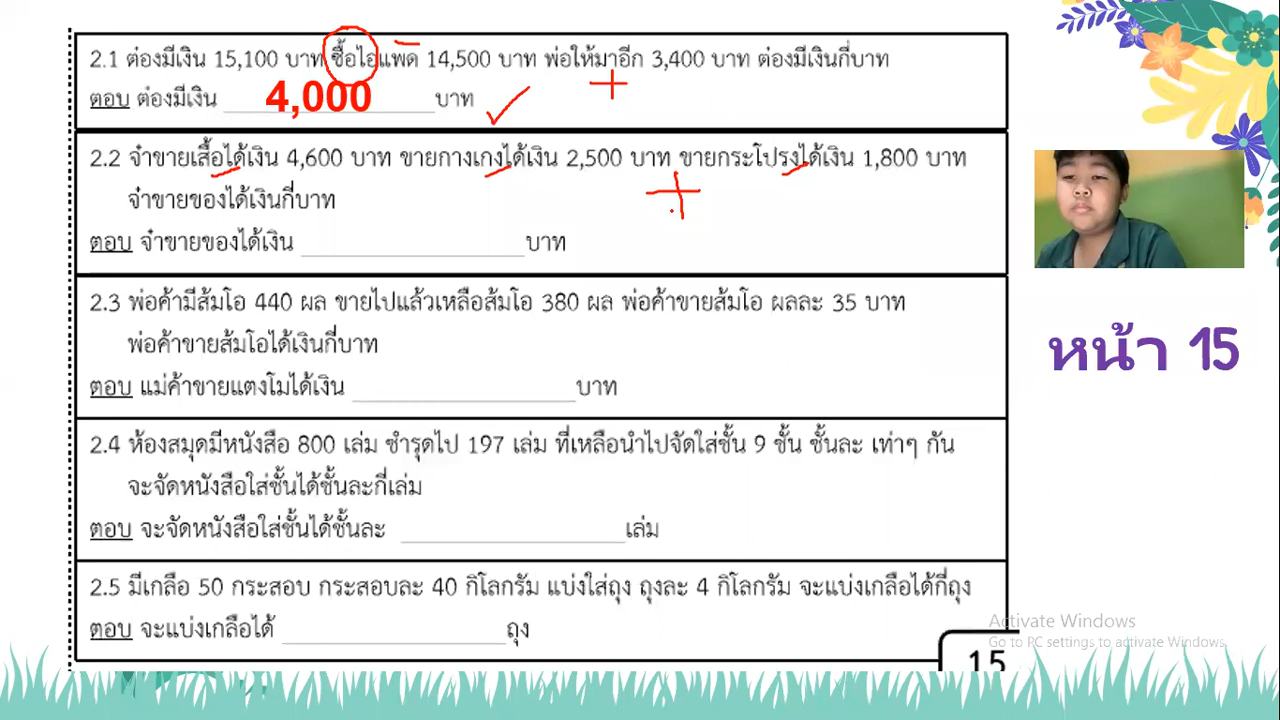 2.1 ต่องมีเงิน 15,100 บาท ซื้อไอแพด 14,500 บาท พ่อให้มาอีก 3,400 บาท ต่องมีเงินกี่บาท
ตอบ ต่องมีเงิน 4,000 บาท
2.2 จ๋าขายเสื้อได้เงิน 4,600 บาท ขายกางเกงได้เงิน 2,500 บาท ขายกระโปรงได้เงิน 1,800 บาท
จ๋าขายของได้เงินกี่บาท
ตอบ จ๋าขายของได้เงิน บาท
2.3 พ่อค้ามีส้มโอ 440 ผล ขายไปแล้วเหลือส้มโอ 380 ผล พ่อค้าขายส้มโอ ผลละ 35 บาท
พ่อค้าขายส้มโอได้เงินกี่บาท
ตอบ แม่ค้าขายแตงโมได้เงิน บาท
2.4 ห้องสมุดมีหนังสือ 800 เล่ม ชำรุดไป 197 เล่ม ที่เหลือนำไปจัดใส่ชั้น 9 ชั้น ชั้นละ เท่าๆ กัน
จะจัดหนังสือใส่ชั้นได้ชั้นละกี่เล่ม
ตอบ จะจัดหนังสือใส่ชั้นได้ชั้นละ เล่ม
2.5 มีเกลือ 50 กระสอบ กระสอบละ 40 กิโลกรัม แบ่งใส่ถุง ถุงละ 4 กิโลกรัม จะแบ่งเกลือได้กี่ถุง
ตอบ จะแบ่งเกลือได้ ถุง
15
หน้า 15
Activate Windows
Go to PC settings to activate Windows.